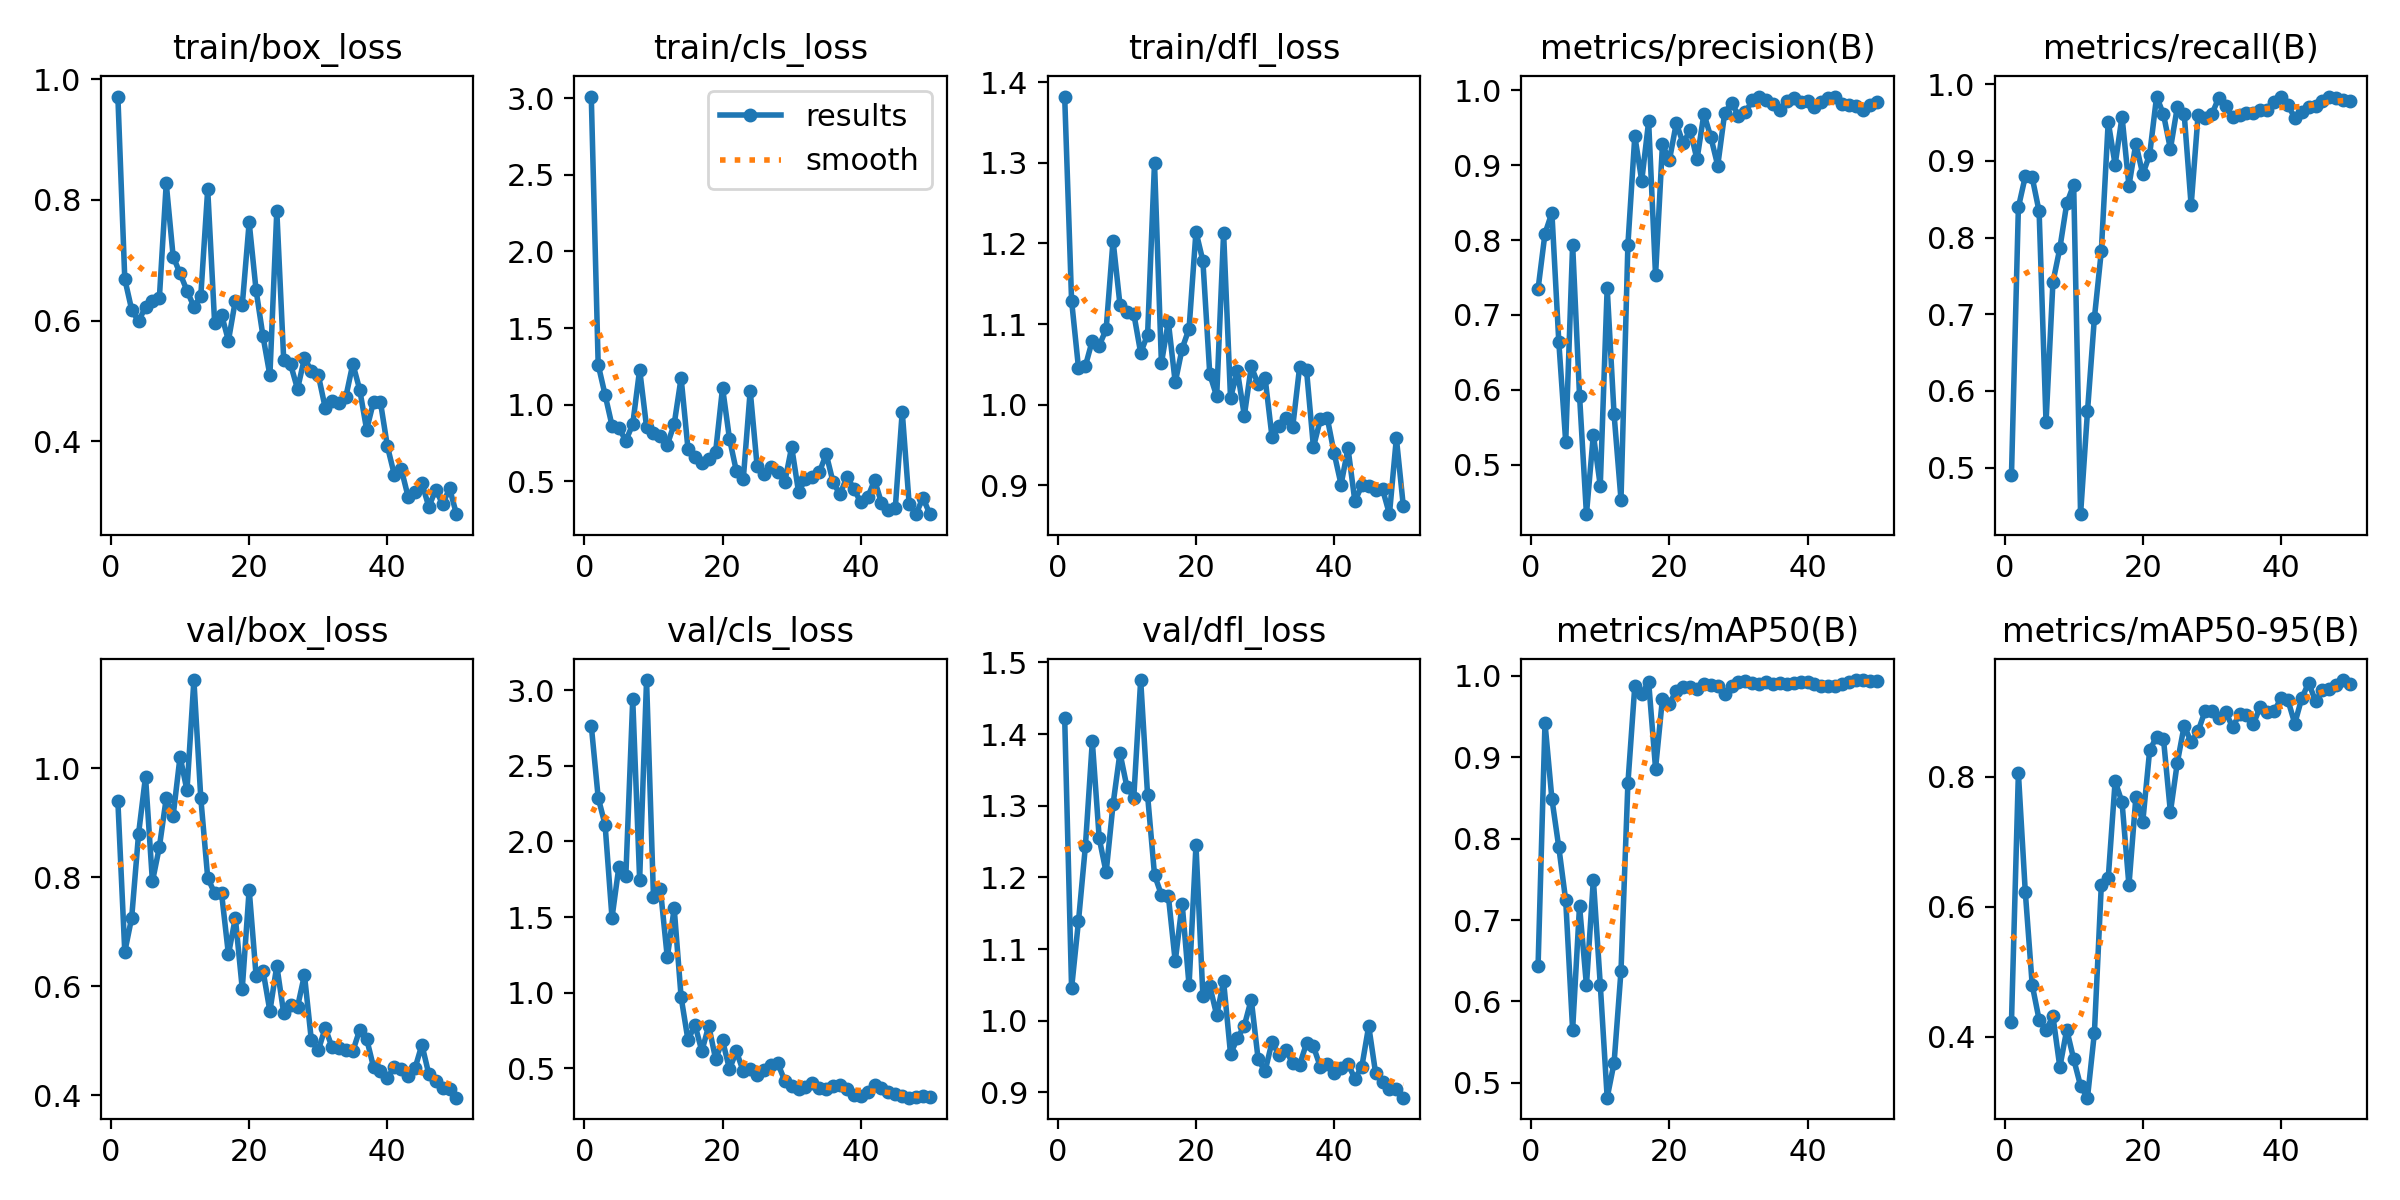 train/box_loss
1.0
0.8
0.6
0.4
0 20 40
train/cls_loss
3.0
2.5
2.0
1.5
1.0
0.5
results
smooth
0 20 40
train/dfl_loss
1.4
1.3
1.2
1.1
1.0
0.9
0 20 40
metrics/precision(B)
1.0
0.9
0.8
0.7
0.6
0.5
0 20 40
metrics/recall(B)
1.0
0.9
0.8
0.7
0.6
0.5
0 20 40
val/box_loss
1.0
0.8
0.6
0.4
0 20 40
val/cls_loss
3.0
2.5
2.0
1.5
1.0
0.5
0 20 40
val/dfl_loss
1.5
1.4
1.3
1.2
1.1
1.0
0.9
0 20 40
metrics/mAP50(B)
1.0
0.9
0.8
0.7
0.6
0.5
0 20 40
metrics/mAP50-95(B)
0.8
0.6
0.4
0 20 40